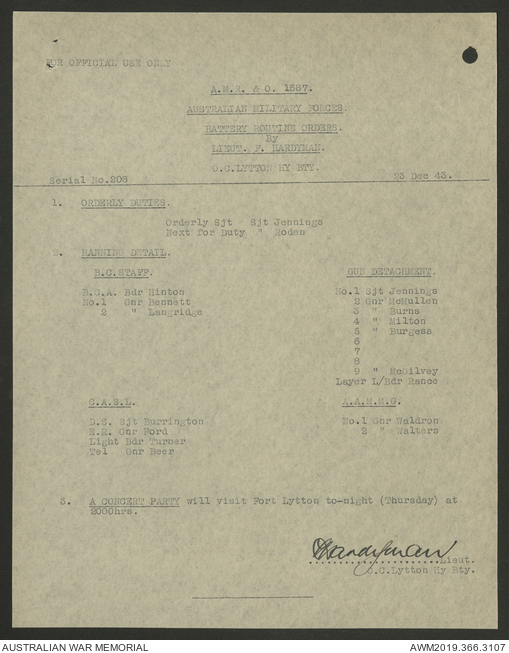 FOR OFFICIAL USE ONLY
A.M.R. & O. 1587.
AUSTRALIAN MILITARY FORCES.
BATTERY ROUTINE ORDERS.
By
LIEUT. F. HARDYMAN.
O.C.LYTTON HY BTY.
Serial No.208 23 Dec 43.
1. ORDERLY DUTIES.
Orderly Sjt Sjt Jennings
Next for Duty " Roden
2. MANNING DETAIL.
B.C.STAFF. GUN DETACHMENT.
B.C.A. Bdr Hinton No.1 Sjt Jennings
No.1 Gnr Bennett 2 Gnr McMullen
2 " Langridge 3 " Burns
4 " Milton
5 " Burgess
6
7
8
9 " McGilvey
Layer L/Bdr Rance
C.A.S.L. A.A.M.M.G.
D.S. Sjt Burrington No.1 Gnr Waldron
Gnr Ford 2 " Walters
Light Bdr Turner
Tel Gnr Beer
3. A CONCERT PARTY will visit Fort Lytton to-night (Thursday) at
2000hrs.
Hardyman
Lieut.
O.C.Lytton Hy Bty.
AUSTRALIAN WAR MEMORIAL AWM2019.366.3107